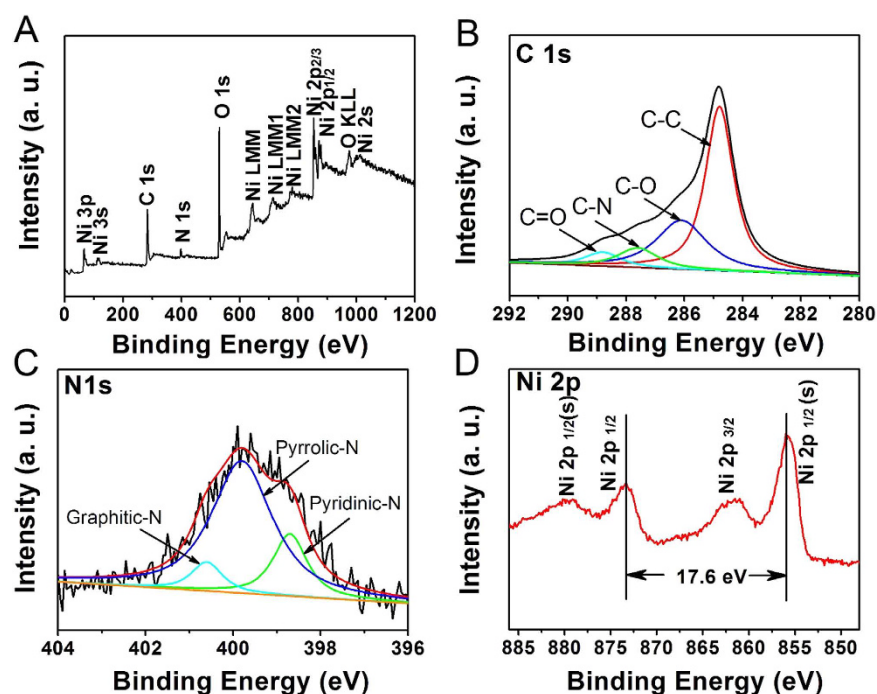 A
Intensity (a. u.)
Ni 3p
Ni 3s
C 1s
N 1s
O 1s
Ni LMM
Ni LMM1
Ni LMM2
Ni 2p2/3
Ni 2p1/2
O KLL
Ni 2s
0 200 400 600 800 1000 1200
Binding Energy (eV)
B
C 1s
Intensity (a. u.)
C-C
C-O
C-N
C=O
292 290 288 286 284 282 280
Binding Energy (eV)
C
N1s
Intensity (a. u.)
Pyrrolic-N
Pyridinic-N
Graphitic-N
404 402 400 398 396
Binding Energy (eV)
D
Ni 2p
Intensity (a. u.)
Ni 2p 1/2(s)
Ni 2p 1/2
Ni 2p 3/2
Ni 2p 1/2 (s)
17.6 eV
885 880 875 870 865 860 855 850
Binding Energy (eV)